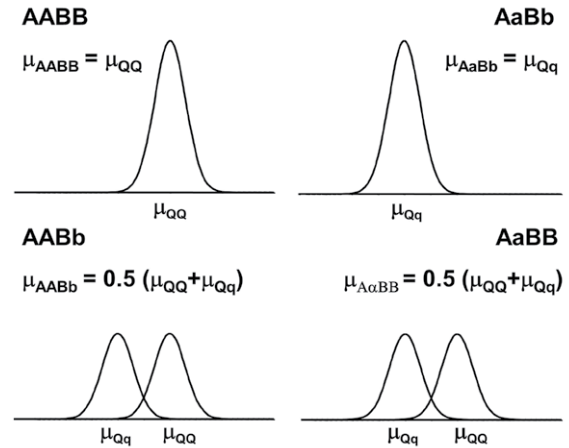 AABB
μAABB = μQQ
μQQ
AaBb
μAaBb = μQq
μQq
AABb
μAABb = 0.5 (μQQ+μQq)
μQq μQQ
AaBB
μAαBB = 0.5 (μQQ+μQq)
μQq μQQ